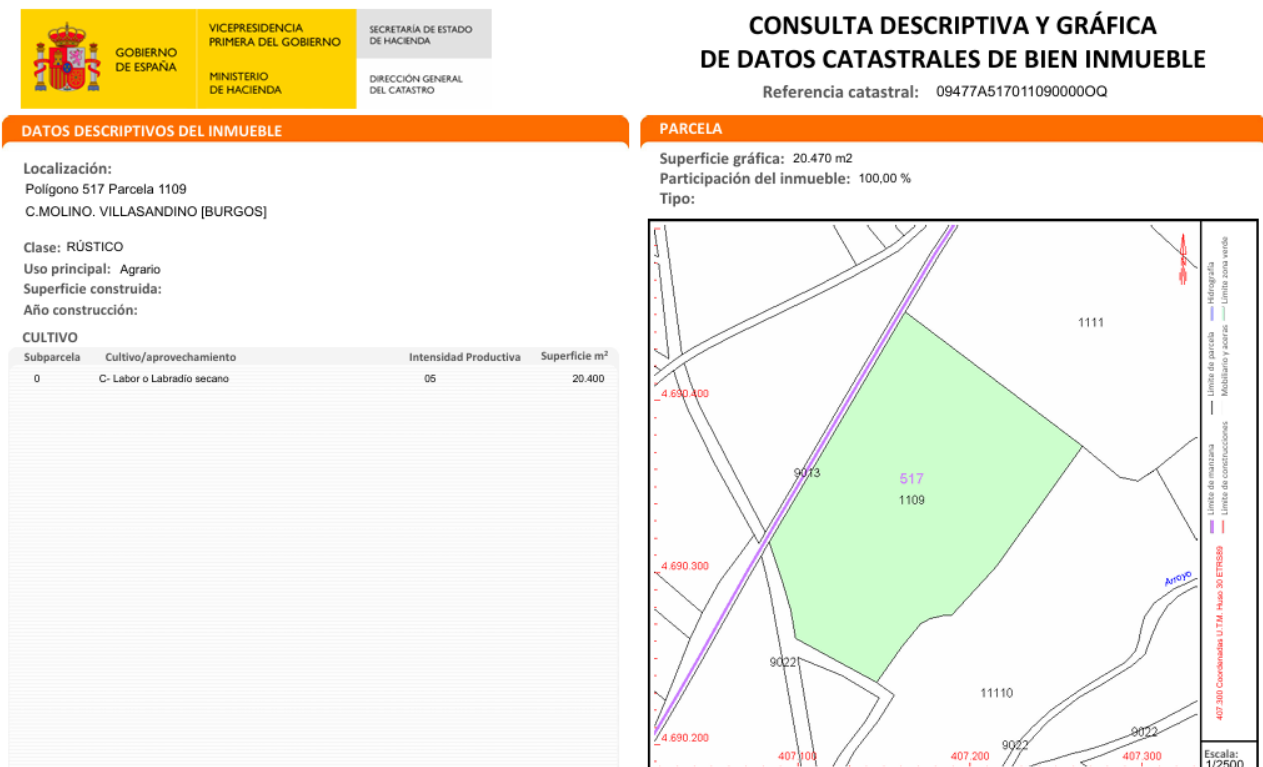 GOBIERNO
DE ESPAÑA
VICEPRESIDENCIA
PRIMERA DEL GOBIERNO
MINISTERIO
DE HACIENDA
SECRETARÍA DE ESTADO
DE HACIENDA
DIRECCIÓN GENERAL
DEL CATASTRO
CONSULTA DESCRIPTIVA Y GRÁFICA
DE DATOS CATASTRALES DE BIEN INMUEBLE
Referencia catastral: 09477A517011090000OQ
DATOS DESCRIPTIVOS DEL INMUEBLE
Localización:
Polígono 517 Parcela 1109
C.MOLINO. VILLASANDINO [BURGOS]
Clase: RÚSTICO
Uso principal: Agrario
Superficie construida:
Año construcción:
CULTIVO
Subparcela Cultivo/aprovechamiento Intensidad Productiva Superficie m²
0 C- Labor o Labradío secano 05 20.400
PARCELA
Superficie gráfica: 20.470 m2
Participación del inmueble: 100,00 %
Tipo:
1111
4.690.400
9013
517
1109
4.690.300
Arroyo
9022
11110
9022
9022
4.690.200
407.100
407.200
407.300
Límite de manzana
Límite de parcela
Hidrografía
Límite de construcciones
Mobiliario y aceras
Límite zona verde
407.300 Coordenadas U.T.M. Huso 30 ETRS89
Escala:
1/2500